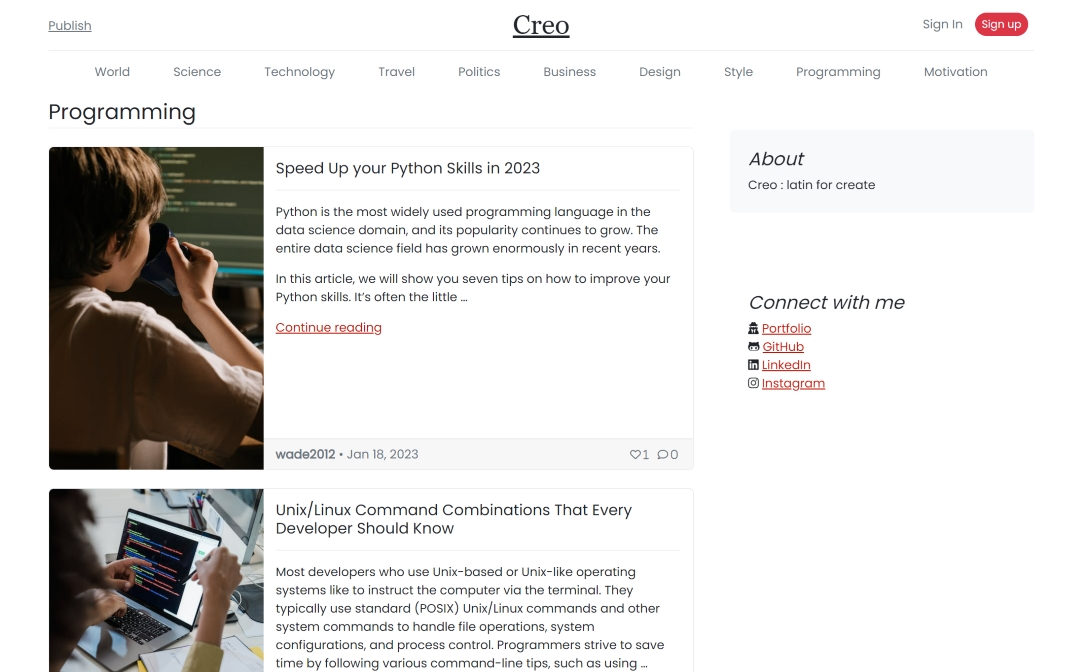 Publish
Creo
Sign In
Sign up
World
Science
Technology
Travel
Politics
Business
Design
Style
Programming
Motivation
Programming
Speed Up your Python Skills in 2023
Python is the most widely used programming language in the
data science domain, and its popularity continues to grow. The
entire data science field has grown enormously in recent years.
In this article, we will show you seven tips on how to improve your
Python skills. It’s often the little …
Continue reading
wade2012 • Jan 18, 2023
1
0
Unix/Linux Command Combinations That Every
Developer Should Know
Most developers who use Unix-based or Unix-like operating
systems like to instruct the computer via the terminal. They
typically use standard (POSIX) Unix/Linux commands and other
system commands to handle file operations, system
configurations, and process control. Programmers strive to save
time by following various command-line tips, such as using …
About
Creo : latin for create
Connect with me
Portfolio
GitHub
LinkedIn
Instagram